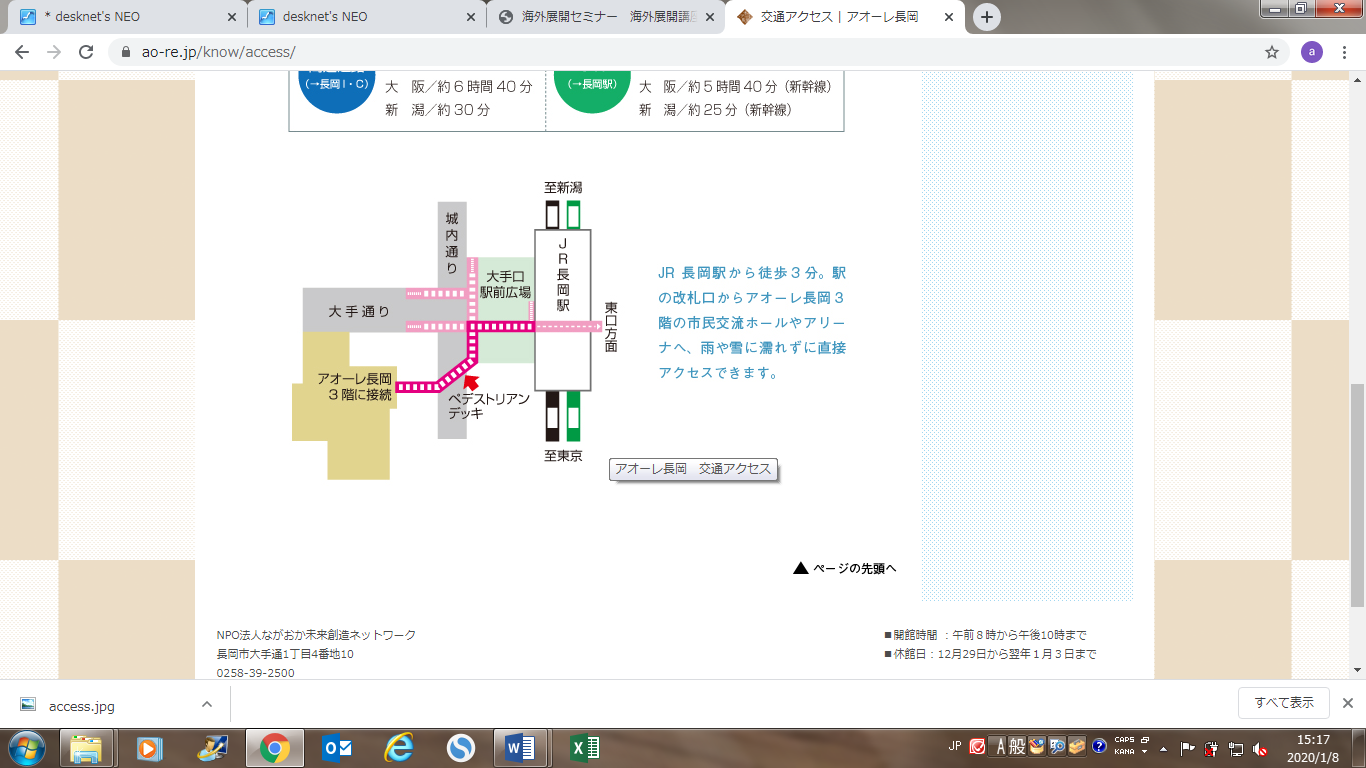 * desknet's NEO
desknet's NEO
海外展開セミナー　海外展開講座
交通アクセス | アオーレ長岡
ao-re.jp/know/access/
a
（→長岡I・C）
大　阪／約６時間40分
新　潟／約30分
（→長岡駅）
大　阪／約５時間40分（新幹線）
新　潟／約25分（新幹線）
至新潟
城内通り
JR長岡駅
大手口
駅前広場
大手通り
東口方面
アオーレ長岡
３階に接続
ペデストリアン
デッキ
至東京
JR 長岡駅から徒歩３分。駅
の改札口からアオーレ長岡３
階の市民交流ホールやアリー
ナへ、雨や雪に濡れずに直接
アクセスできます。
アオーレ長岡　交通アクセス
▲ ページの先頭へ
NPO法人ながおか未来創造ネットワーク
長岡市大手通1丁目4番地10
0258-39-2500
■開館時間 ：午前８時から午後10時まで
■休館日：12月29日から翌年１月３日まで
access.jpg
すべて表示
JP
A 般
CAPS
KANA
15:17
2020/1/8